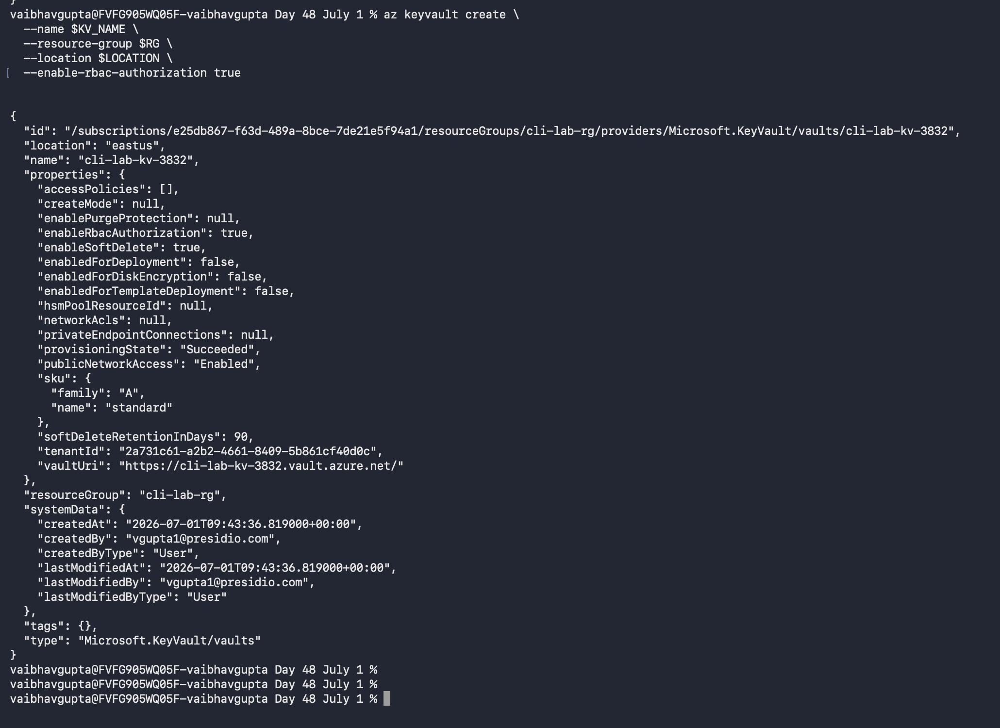 }
vaibhavgupta@FVFG905WQ05F-vaibhavgupta Day 48 July 1 % az keyvault create \
  --name $KV_NAME \
  --resource-group $RG \
  --location $LOCATION \
[  --enable-rbac-authorization true
{
  "id": "/subscriptions/e25db867-f63d-489a-8bce-7de21e5f94a1/resourceGroups/cli-lab-rg/providers/Microsoft.KeyVault/vaults/cli-lab-kv-3832",
  "location": "eastus",
  "name": "cli-lab-kv-3832",
  "properties": {
    "accessPolicies": [],
    "createMode": null,
    "enablePurgeProtection": null,
    "enableRbacAuthorization": true,
    "enableSoftDelete": true,
    "enabledForDeployment": false,
    "enabledForDiskEncryption": false,
    "enabledForTemplateDeployment": false,
    "hsmPoolResourceId": null,
    "networkAcls": null,
    "privateEndpointConnections": null,
    "provisioningState": "Succeeded",
    "publicNetworkAccess": "Enabled",
    "sku": {
      "family": "A",
      "name": "standard"
    },
    "softDeleteRetentionInDays": 90,
    "tenantId": "2a731c61-a2b2-4661-8409-5b861cf40d0c",
    "vaultUri": "https://cli-lab-kv-3832.vault.azure.net/"
  },
  "resourceGroup": "cli-lab-rg",
  "systemData": {
    "createdAt": "2026-07-01T09:43:36.819000+00:00",
    "createdBy": "vgupta1@presidio.com",
    "createdByType": "User",
    "lastModifiedAt": "2026-07-01T09:43:36.819000+00:00",
    "lastModifiedBy": "vgupta1@presidio.com",
    "lastModifiedByType": "User"
  },
  "tags": {},
  "type": "Microsoft.KeyVault/vaults"
}
vaibhavgupta@FVFG905WQ05F-vaibhavgupta Day 48 July 1 %
vaibhavgupta@FVFG905WQ05F-vaibhavgupta Day 48 July 1 %
vaibhavgupta@FVFG905WQ05F-vaibhavgupta Day 48 July 1 %